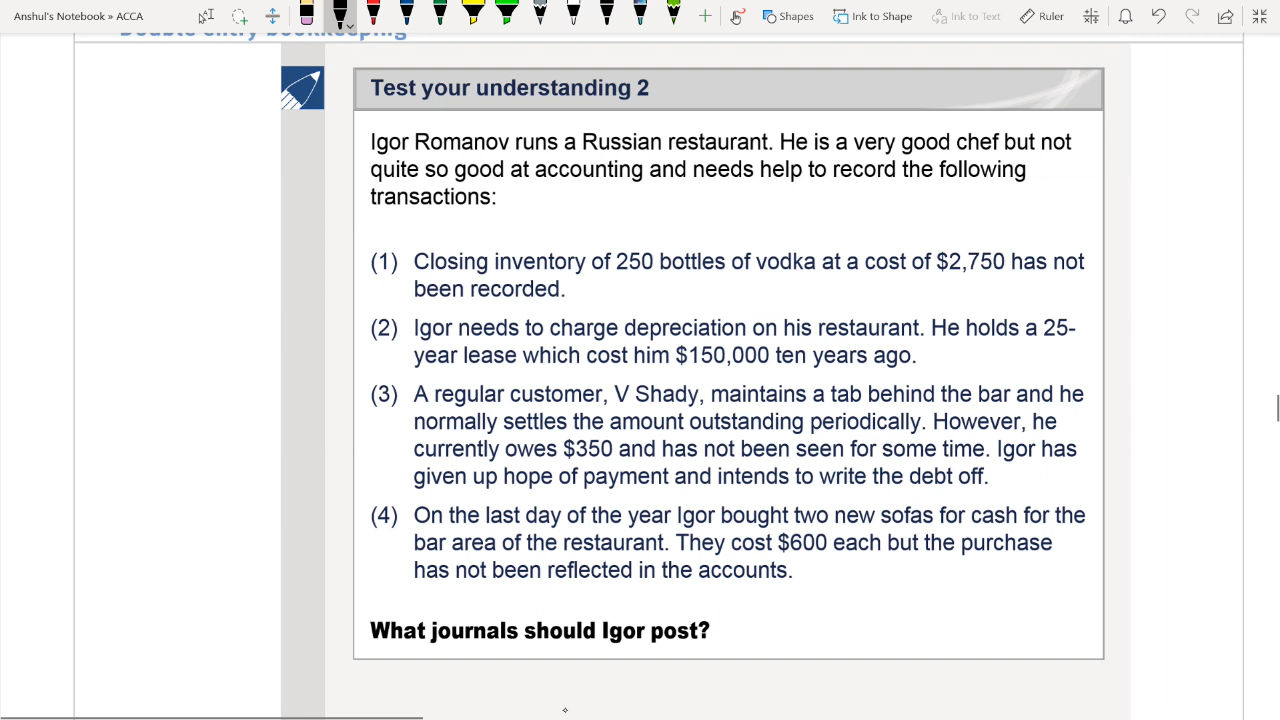 Anshul's Notebook » ACCA
Shapes
Ink to Shape
Ink to Text
Ruler
Double entry bookkeeping
Test your understanding 2
Igor Romanov runs a Russian restaurant. He is a very good chef but not
quite so good at accounting and needs help to record the following
transactions:
(1) Closing inventory of 250 bottles of vodka at a cost of $2,750 has not
been recorded.
(2) Igor needs to charge depreciation on his restaurant. He holds a 25-
year lease which cost him $150,000 ten years ago.
(3) A regular customer, V Shady, maintains a tab behind the bar and he
normally settles the amount outstanding periodically. However, he
currently owes $350 and has not been seen for some time. Igor has
given up hope of payment and intends to write the debt off.
(4) On the last day of the year Igor bought two new sofas for cash for the
bar area of the restaurant. They cost $600 each but the purchase
has not been reflected in the accounts.
What journals should Igor post?